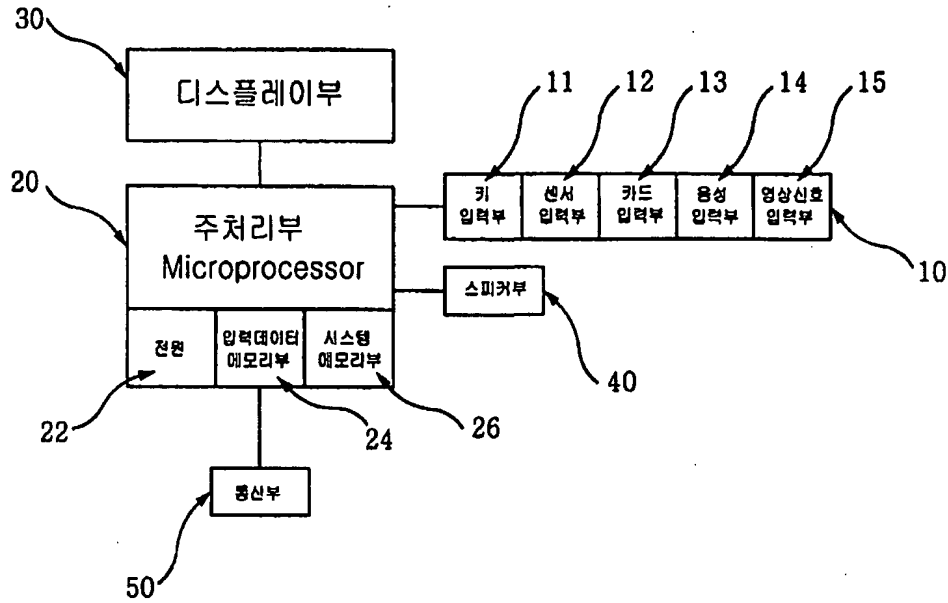 30
디스플레이부
11
12
13
14
15
20
키
입력부
센서
입력부
카드
입력부
음성
입력부
영상신호
입력부
주처리부
Microprocessor
10
스피커부
전원
입력데이터
메모리부
시스템
메모리부
40
22
24
26
통신부
50